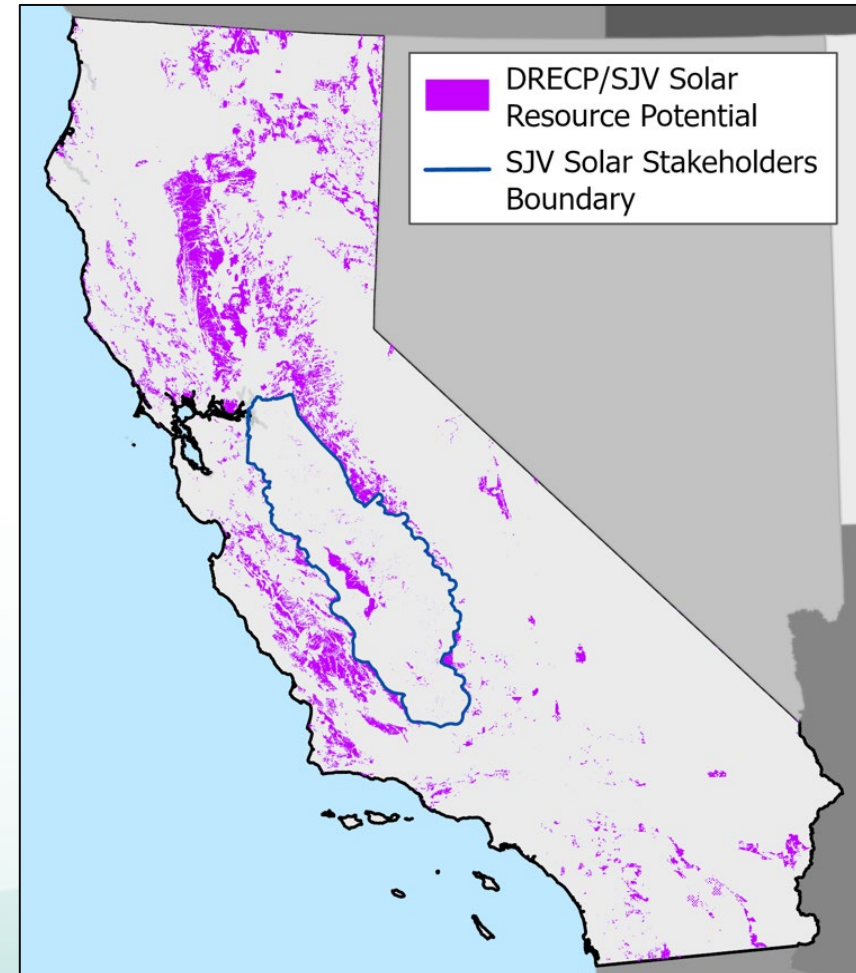 DRECP/SJV Solar
Resource Potential
SJV Solar Stakeholders
Boundary